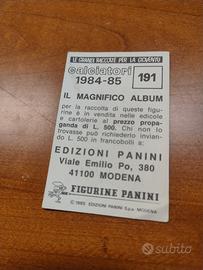 LE GRANDI RACCOLTE PER LA GIOVENTÙ
calciatori
1984-85
191
IL MAGNIFICO ALBUM
per la raccolta di queste figurine
è in vendita nelle edicole
e cartolerie al prezzo propaganda
di L. 500. Chi non lo
trovasse può richiederlo inviando
L. 500 in francobolli a:
EDIZIONI PANINI
Viale Emilio Po, 380
41100 MODENA
FIGURINE PANINI
© 1985 EDIZIONI PANINI S.p.A. MODENA
subito